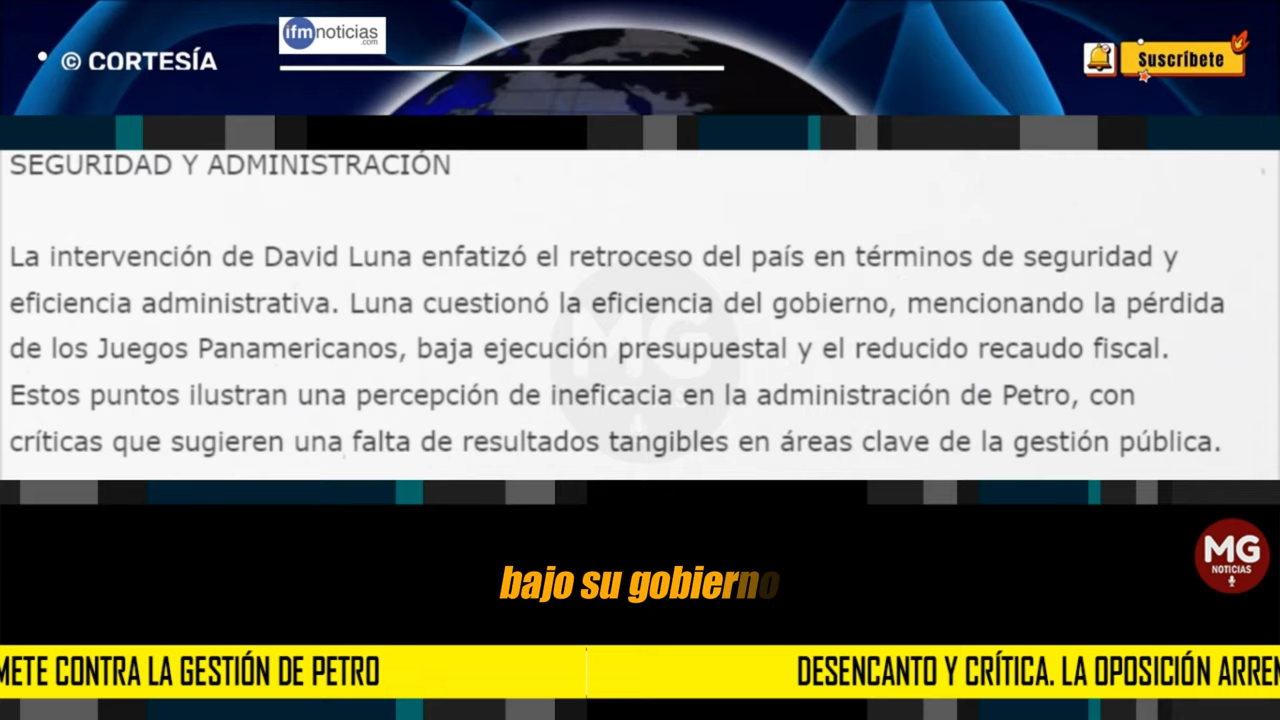 © CORTESÍA
ifmnoticias
.com
Suscríbete
SEGURIDAD Y ADMINISTRACIÓN
La intervención de David Luna enfatizó el retroceso del país en términos de seguridad y
eficiencia administrativa. Luna cuestionó la eficiencia del gobierno, mencionando la pérdida
de los Juegos Panamericanos, baja ejecución presupuestal y el reducido recaudo fiscal.
Estos puntos ilustran una percepción de ineficacia en la administración de Petro, con
críticas que sugieren una falta de resultados tangibles en áreas clave de la gestión pública.
MG
NOTICIAS
bajo su gobierno
METE CONTRA LA GESTIÓN DE PETRO DESENCANTO Y CRÍTICA. LA OPOSICIÓN ARREN